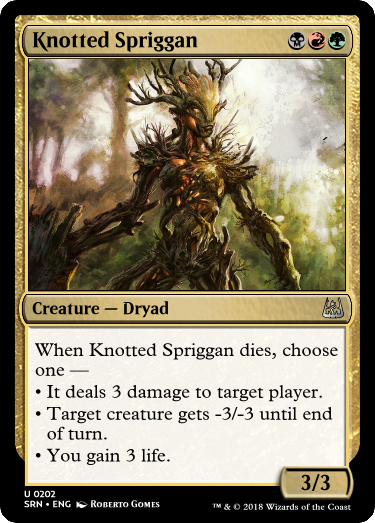 Knotted Spriggan
Creature — Dryad
When Knotted Spriggan dies, choose
one —
• It deals 3 damage to target player.
• Target creature gets -3/-3 until end
of turn.
• You gain 3 life.
3/3
U 0202
SRN • ENG Roberto Gomes
™ & © 2018 Wizards of the Coast